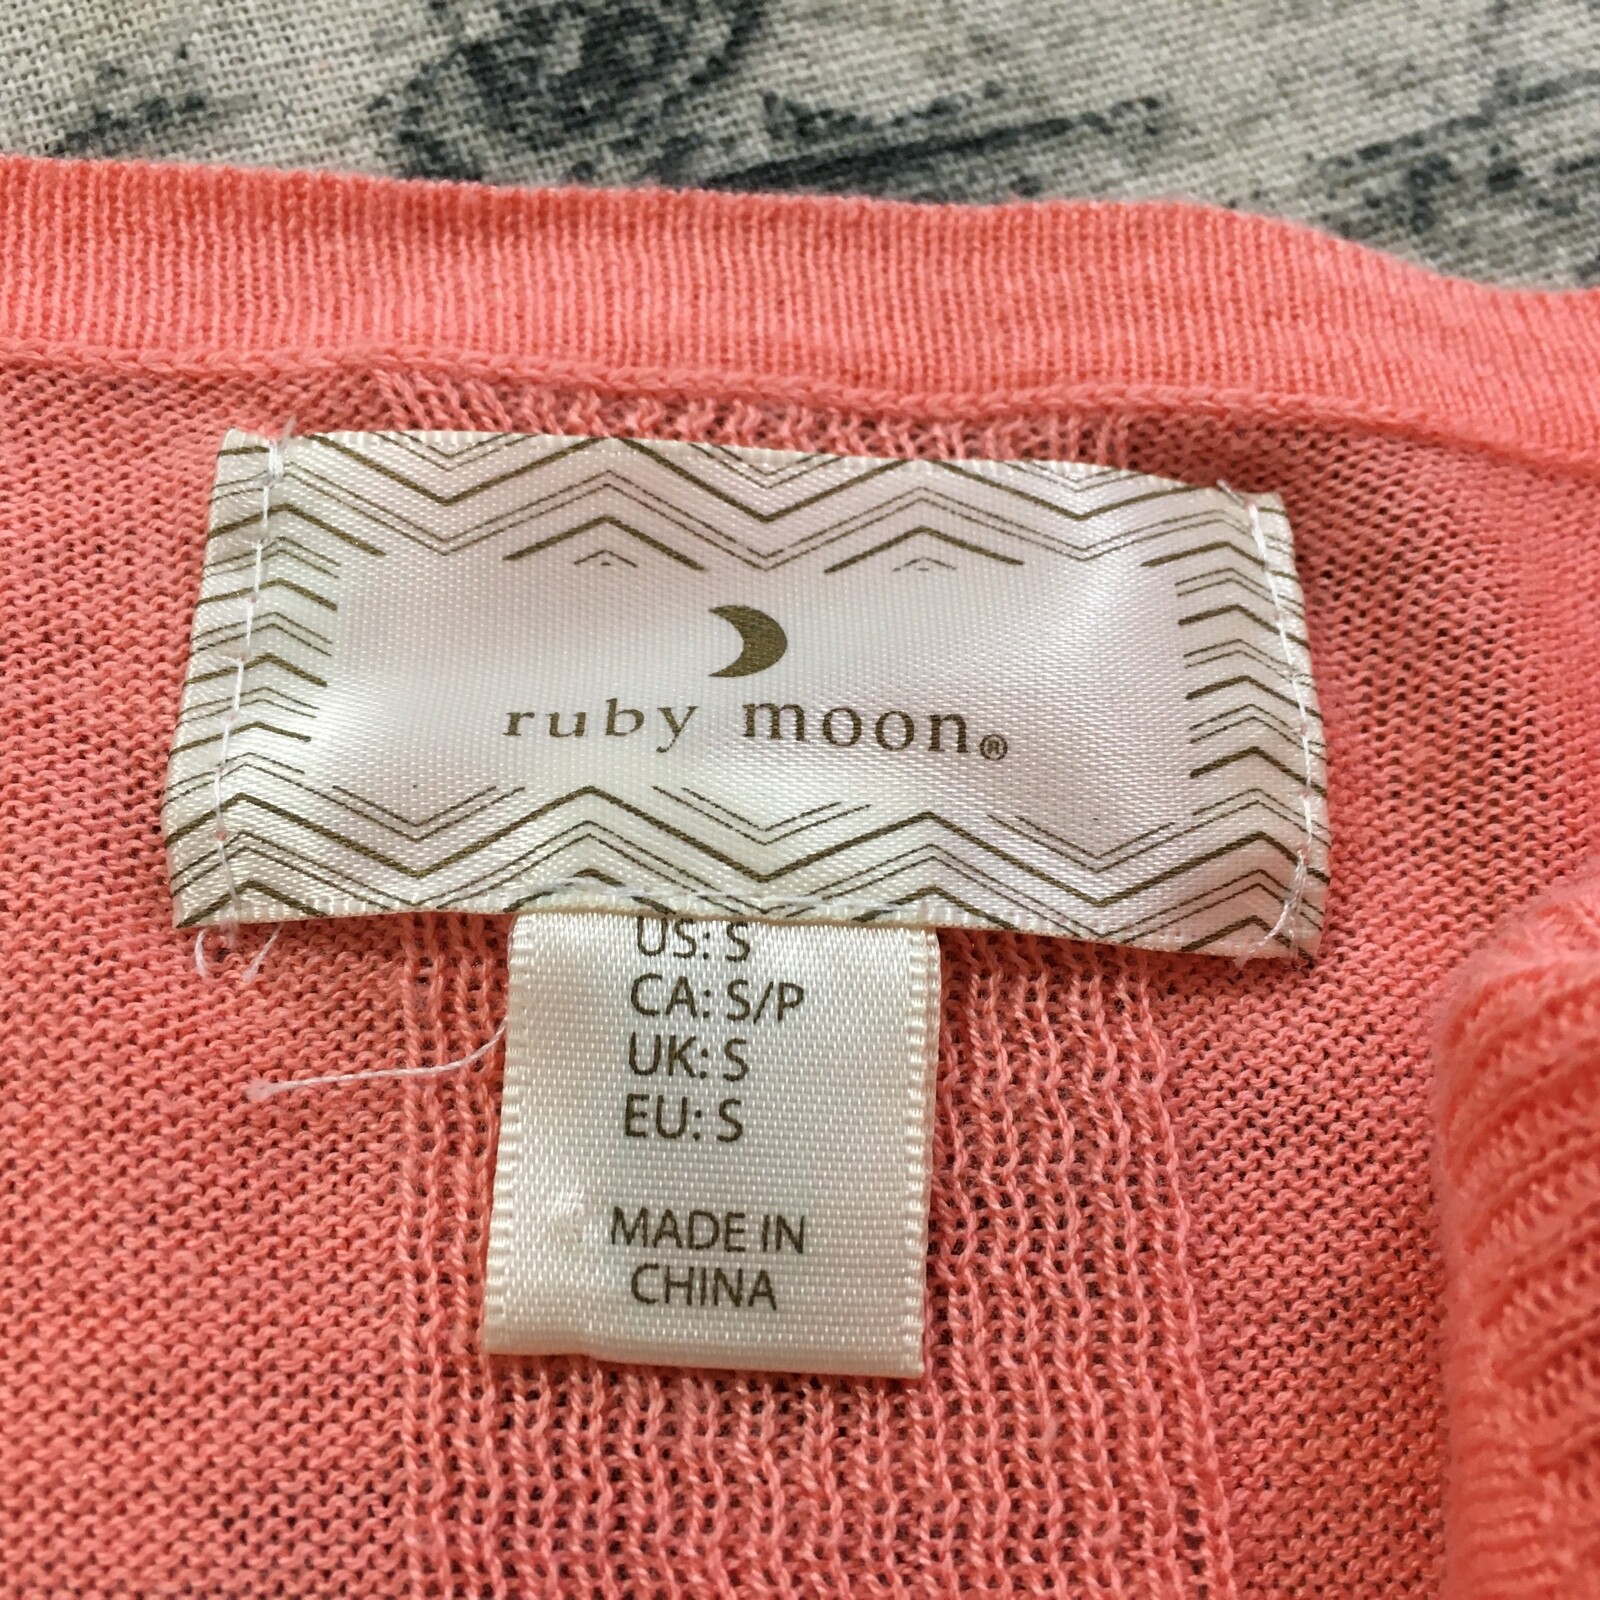 ruby moon®
US: S
CA: S/P
UK: S
EU: S
MADE IN
CHINA